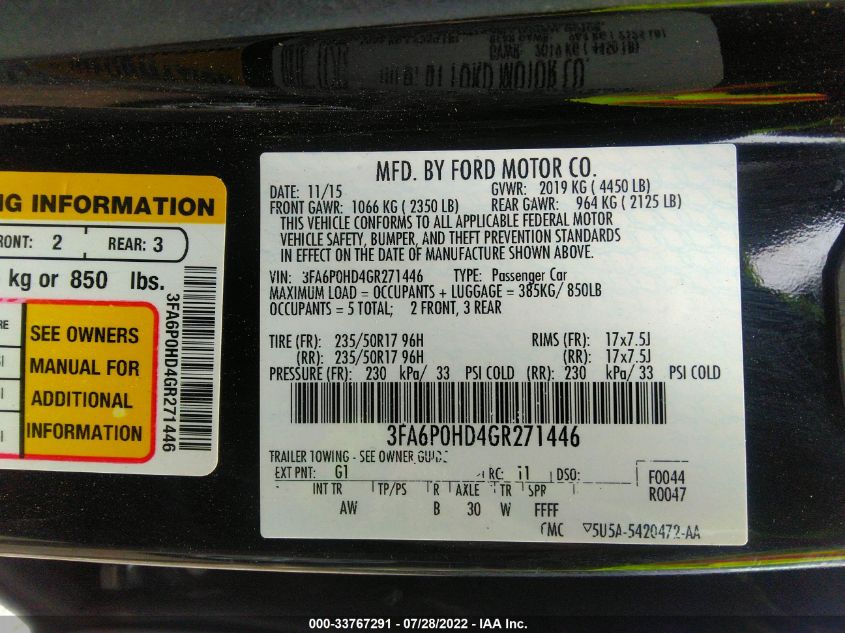 MFD. BY FORD MOTOR CO.
DATE: 11/15 GVWR: 2019 KG ( 4450 LB)
FRONT GAWR: 1066 KG ( 2350 LB) REAR GAWR: 964 KG ( 2125 LB)
THIS VEHICLE CONFORMS TO ALL APPLICABLE FEDERAL MOTOR
VEHICLE SAFETY, BUMPER, AND THEFT PREVENTION STANDARDS
IN EFFECT ON THE DATE OF MANUFACTURE SHOWN ABOVE.
VIN: 3FA6P0HD4GR271446 TYPE: Passenger Car
MAXIMUM LOAD = OCCUPANTS + LUGGAGE = 385KG/ 850LB
OCCUPANTS = 5 TOTAL; 2 FRONT, 3 REAR
TIRE (FR): 235/50R17 96H RIMS (FR): 17x7.5J
(RR): 235/50R17 96H (RR): 17x7.5J
PRESSURE (FR): 230 kPa/ 33 PSI COLD (RR): 230 kPa/ 33 PSI COLD
3FA6P0HD4GR271446
TRAILER TOWING - SEE OWNER GUIDE
EXT PNT: G1 RC: 11 DSO: F0044
R0047
INT TR TP/PS R AXLE TR SPR
AW B 30 W FFFF
5U5A-5420472-AA
INFORMATION
FRONT: 2 REAR: 3
kg or 850 lbs.
SEE OWNERS
MANUAL FOR
ADDITIONAL
INFORMATION
3FA6P0HD4GR271446
000-33767291 - 07/28/2022 - IAA Inc.